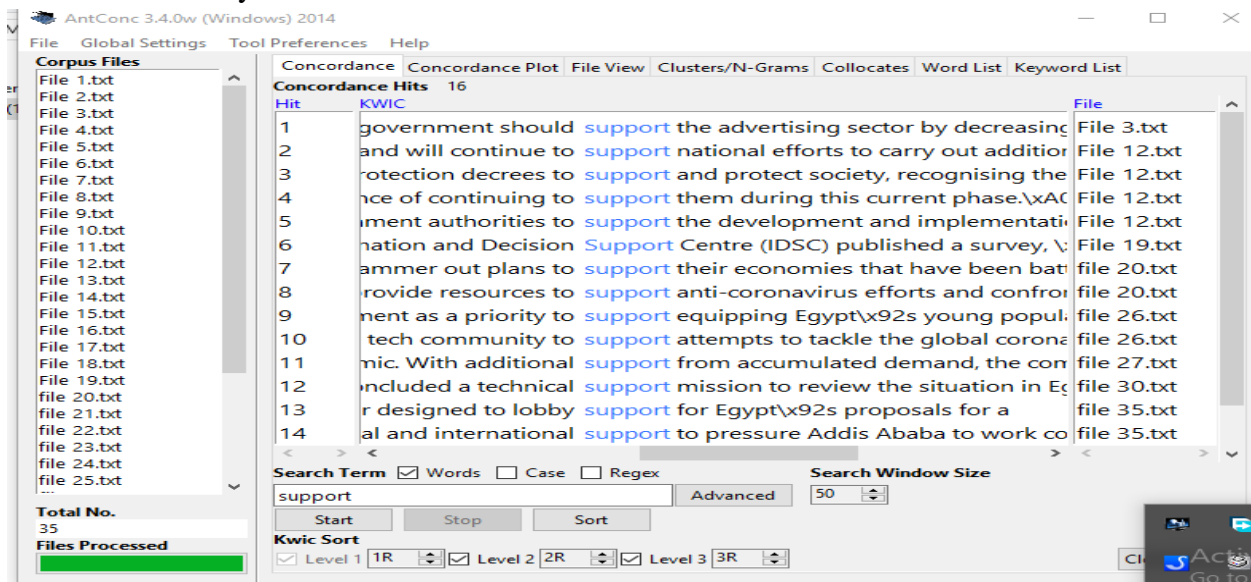 AntConc 3.4.0w (Windows) 2014
File Global Settings Tool Preferences Help
Corpus Files
File 1.txt
File 2.txt
File 3.txt
File 4.txt
File 5.txt
File 6.txt
File 7.txt
File 8.txt
File 9.txt
File 10.txt
File 11.txt
File 12.txt
File 13.txt
File 14.txt
File 15.txt
File 16.txt
File 17.txt
File 18.txt
File 19.txt
file 20.txt
file 21.txt
file 22.txt
file 23.txt
file 24.txt
file 25.txt
Total No.
35
Files Processed
Concordance Concordance Plot File View Clusters/N-Grams Collocates Word List Keyword List
Concordance Hits 16
Hit KWIC File
1 government should support the advertising sector by decreasing File 3.txt
2 and will continue to support national efforts to carry out addition File 12.txt
3 rotection decrees to support and protect society, recognising the File 12.txt
4 nce of continuing to support them during this current phase.\xA0 File 12.txt
5 nment authorities to support the development and implementati File 12.txt
6 mation and Decision Support Centre (IDSC) published a survey, \x File 19.txt
7 ammer out plans to support their economies that have been batt file 20.txt
8 rovide resources to support anti-coronavirus efforts and confron file 20.txt
9 ment as a priority to support equipping Egypt\x92s young popula file 26.txt
10 tech community to support attempts to tackle the global corona file 26.txt
11 mic. With additional support from accumulated demand, the com file 27.txt
12 ncluded a technical support mission to review the situation in Eg file 30.txt
13 r designed to lobby support for Egypt\x92s proposals for a file 35.txt
14 al and international support to pressure Addis Ababa to work co file 35.txt
Search Term Words Case Regex Search Window Size
support Advanced 50
Start Stop Sort
Kwic Sort
Level 1 1R Level 2 2R Level 3 3R